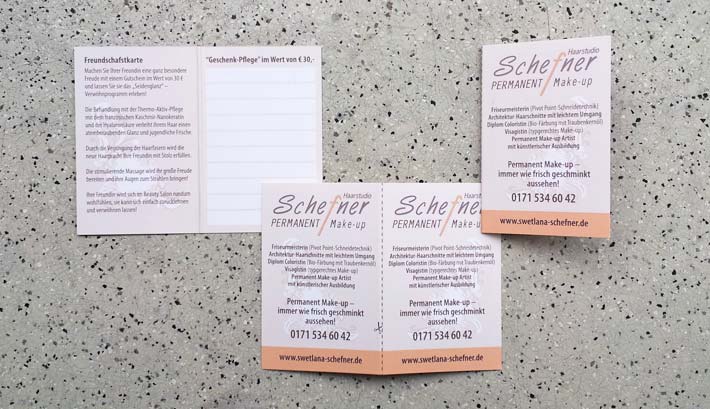 Freundschaftskarte
Machen Sie Ihrer Freundin eine ganz besondere
Freude mit einem Gutschein im Wert von 30 €
und lassen Sie sie das „Seidenglanz" –
Verwöhnprogramm erleben!
Die Behandlung mit der Thermo-Aktiv-Pflege
mit dem französischen Kaschmir-Nanokeratin
und mit Hyaluronsäure verleiht Ihrem Haar einen
atemberaubenden Glanz und jugendliche Frische.
Durch die Verjüngung der Haarfasern wird die
neue Haarpracht Ihre Freundin mit Stolz erfüllen.
Die stimulierende Massage wird ihr große Freude
bereiten und ihre Augen zum Strahlen bringen!
Ihre Freundin wird sich im Beauty Salon rundum
wohlfühlen, sie kann sich einfach zurücklehnen
und verwöhnen lassen!
"Geschenk-Pflege" im Wert von € 30,-
Haarstudio
Schefner
PERMANENT Make-up
Friseurmeisterin (Pivot Point-Schneidetechnik)
Architektur Haarschnitte mit leichtem Umgang
Diplom Coloristin (Bio-Färbung mit Traubenkernöl)
Visagistin (typgerechtes Make-up)
Permanent Make-up Artist
mit künstlerischer Ausbildung
Permanent Make-up –
immer wie frisch geschminkt
aussehen!
0171 534 60 42
www.swetlana-schefner.de
Haarstudio
Schefner
PERMANENT Make-up
Friseurmeisterin (Pivot Point-Schneidetechnik)
Architektur Haarschnitte mit leichtem Umgang
Diplom Coloristin (Bio-Färbung mit Traubenkernöl)
Visagistin (typgerechtes Make-up)
Permanent Make-up Artist
mit künstlerischer Ausbildung
Permanent Make-up –
immer wie frisch geschminkt
aussehen!
0171 534 60 42
www.swetlana-schefner.de
Haarstudio
Schefner
PERMANENT Make-up
Friseurmeisterin (Pivot Point-Schneidetechnik)
Architektur Haarschnitte mit leichtem Umgang
Diplom Coloristin (Bio-Färbung mit Traubenkernöl)
Visagistin (typgerechtes Make-up)
Permanent Make-up Artist
mit künstlerischer Ausbildung
Permanent Make-up –
immer wie frisch geschminkt
aussehen!
0171 534 60 42
www.swetlana-schefner.de